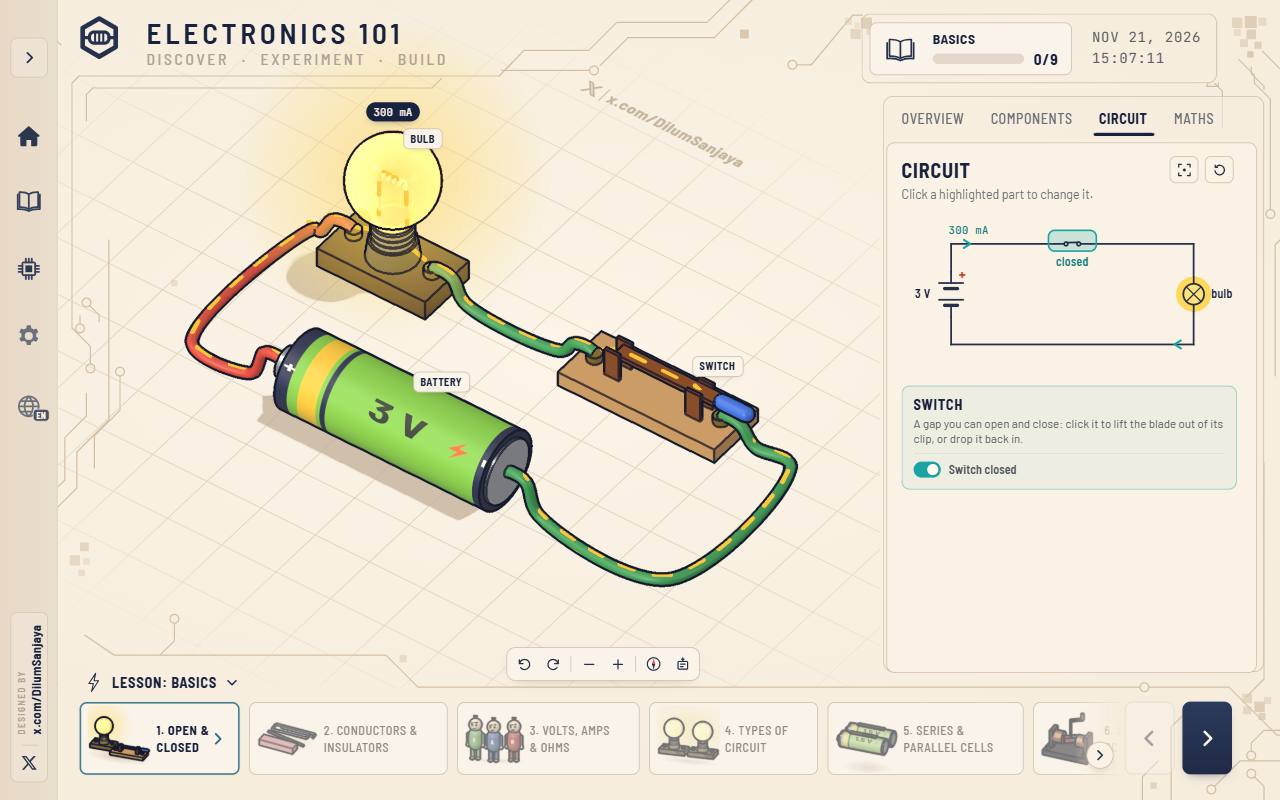 ELECTRONICS 101
DISCOVER · EXPERIMENT · BUILD
BASICS
0/9
NOV 21, 2026
15:07:11
x.com/DilumSanjaya
300 mA
BULB
BATTERY
3 V
SWITCH
OVERVIEW
COMPONENTS
CIRCUIT
MATHS
CIRCUIT
Click a highlighted part to change it.
300 mA
closed
+
3 V
bulb
SWITCH
A gap you can open and close: click it to lift the blade out of its
clip, or drop it back in.
Switch closed
EN
DESIGNED BY
x.com/DilumSanjaya
LESSON: BASICS
1. OPEN &
CLOSED
2. CONDUCTORS &
INSULATORS
3. VOLTS, AMPS
& OHMS
4. TYPES OF
CIRCUIT
5. SERIES &
PARALLEL CELLS